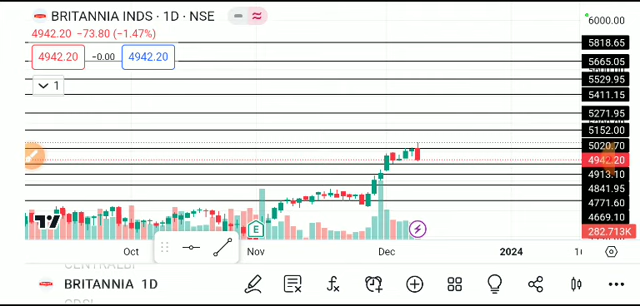 BRITANNIA INDS · 1D · NSE
4942.20 −73.80 (−1.47%)
4942.20 −0.00 4942.20
1
6000.00
5818.65
5665.05
5529.95
5411.15
5271.95
5152.00
5020.70
4942.20
4913.10
4841.95
4771.60
4669.10
282.713K
E
Oct Nov Dec 2024
BRITANNIA 1D